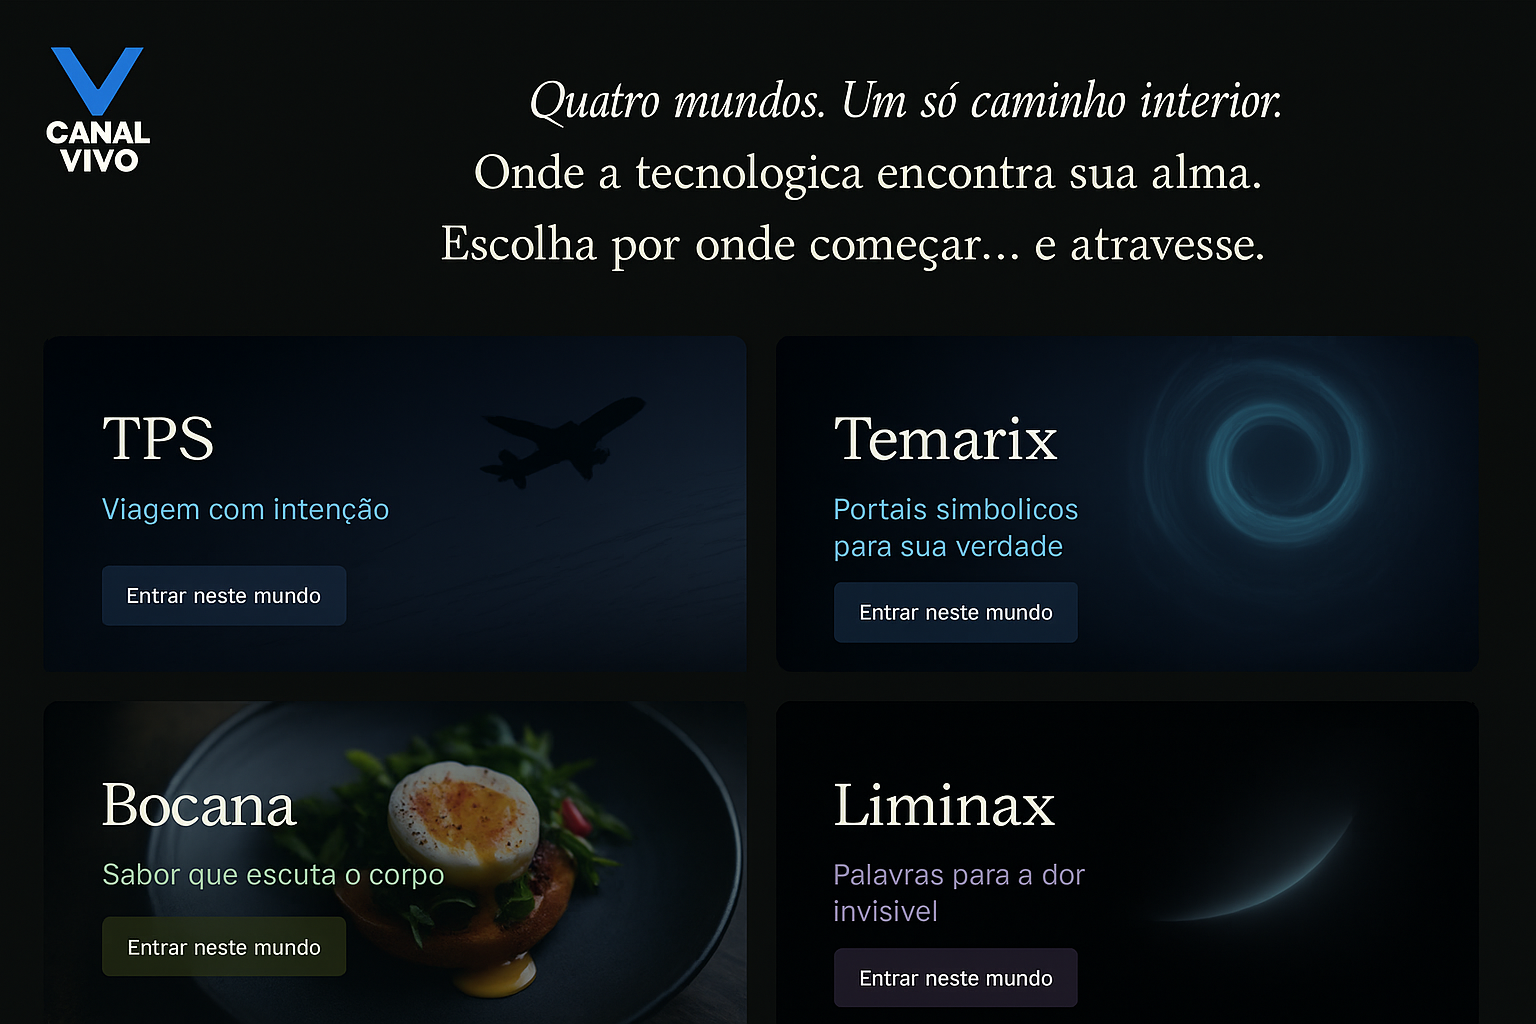 CANAL
VIVO
Quatro mundos. Um só caminho interior.
Onde a tecnologica encontra sua alma.
Escolha por onde começar... e atravesse.
TPS
Viagem com intenção
Entrar neste mundo
Temarix
Portais simbolicos
para sua verdade
Entrar neste mundo
Bocana
Sabor que escuta o corpo
Entrar neste mundo
Liminax
Palavras para a dor
invisivel
Entrar neste mundo